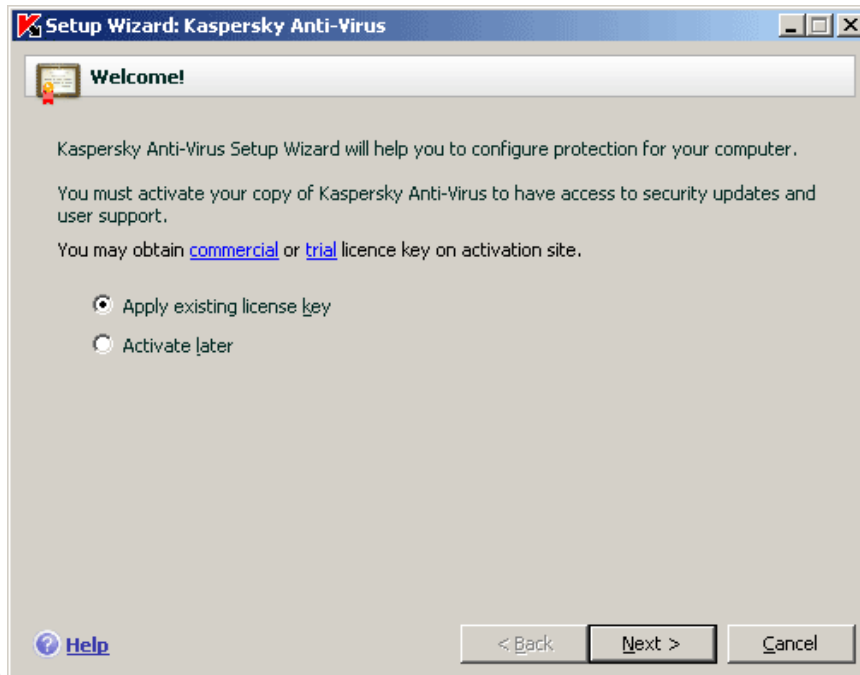 Setup Wizard: Kaspersky Anti-Virus
Welcome!
Kaspersky Anti-Virus Setup Wizard will help you to configure protection for your computer.
You must activate your copy of Kaspersky Anti-Virus to have access to security updates and
user support.
You may obtain commercial or trial licence key on activation site.
Apply existing license key
Activate later
Help
< Back
Next >
Cancel